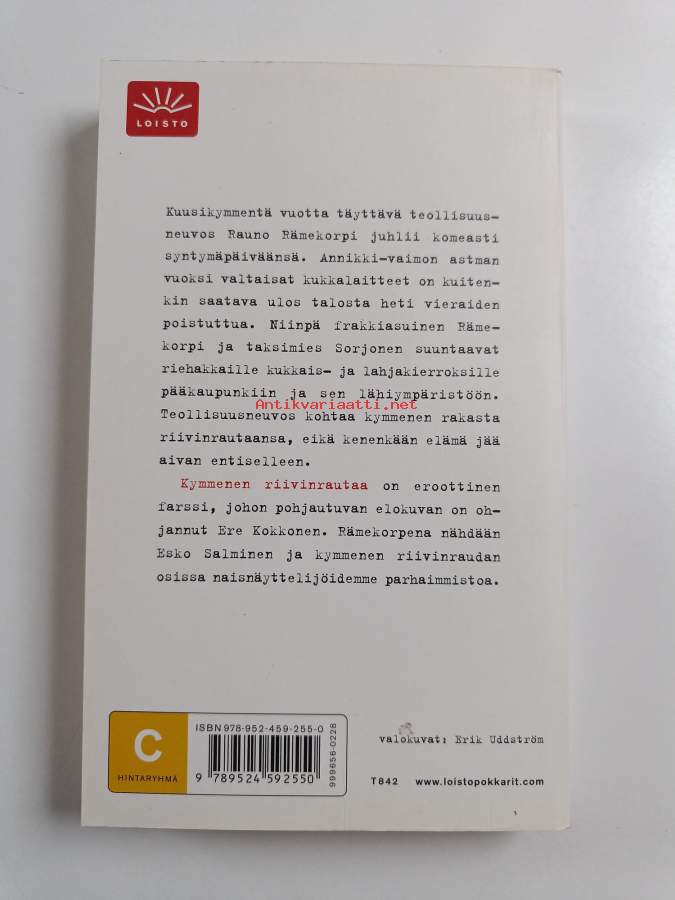 LOISTO
Kuusikymmentä vuotta täyttävä teollisuus-
neuvos Rauno Rämekorpi juhlii komeasti
syntymäpäiväänsä. Annikki-vaimon astman
vuoksi valtaisat kukkalaitteet on kuiten-
kin saatava ulos talosta heti vieraiden
poistuttua. Niinpä frakkiasuinen Räme-
korpi ja taksimies Sorjonen suuntaavat
riehakkaille kukkais- ja lahjakierroksille
pääkaupunkiin ja sen lähiympäristöön.
Antikvariaatti.net
Teollisuusneuvos kohtaa kymmenen rakasta
riivinrautaansa, eikä kenenkään elämä jää
aivan entiselleen.
Kymmenen riivinrautaa on eroottinen
farssi, johon pohjautuvan elokuvan on oh-
jannut Ere Kokkonen. Rämekorpena nähdään
Esko Salminen ja kymmenen riivinraudan
osissa naisnäyttelijöidemme parhaimmistoa.
C
HINTARYHMÄ
ISBN 978-952-459-255-0
9 789524 592550
999656-0228
valokuvat: Erik Uddström
T842 www.loistopokkarit.com